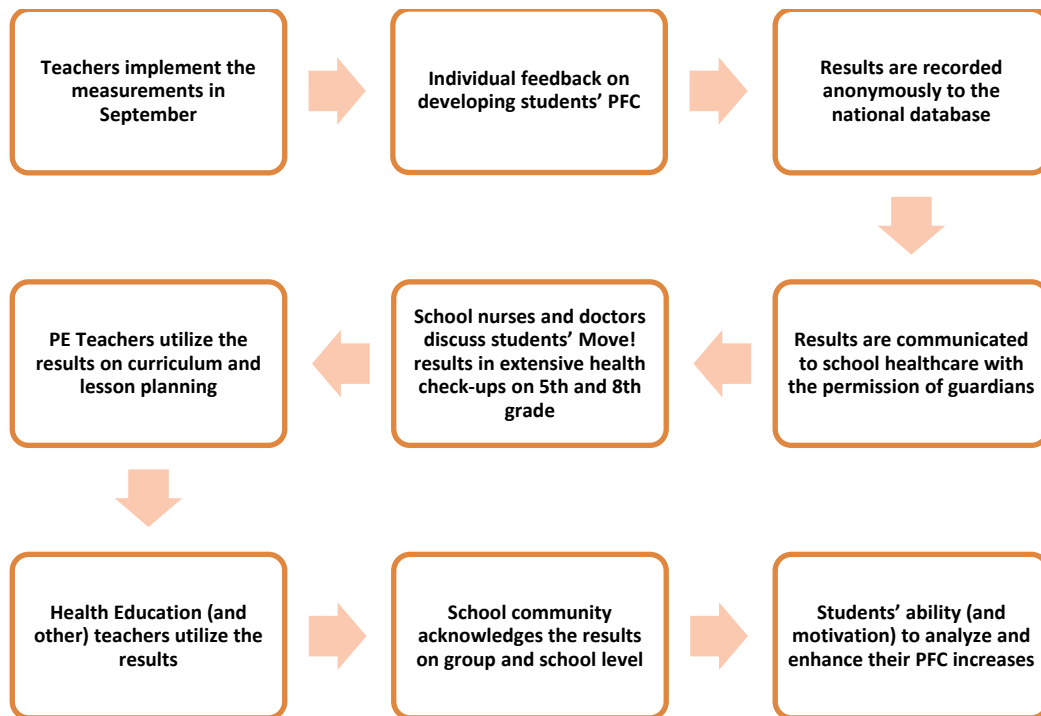 Teachers implement the
measurements in
September
Individual feedback on
developing students’ PFC
Results are recorded
anonymously to the
national database
Results are communicated
to school healthcare with
the permission of guardians
School nurses and doctors
discuss students’ Move!
results in extensive health
check-ups on 5th and 8th
grade
PE Teachers utilize the
results on curriculum and
lesson planning
Health Education (and
other) teachers utilize the
results
School community
acknowledges the results
on group and school level
Students’ ability (and
motivation) to analyze and
enhance their PFC increases